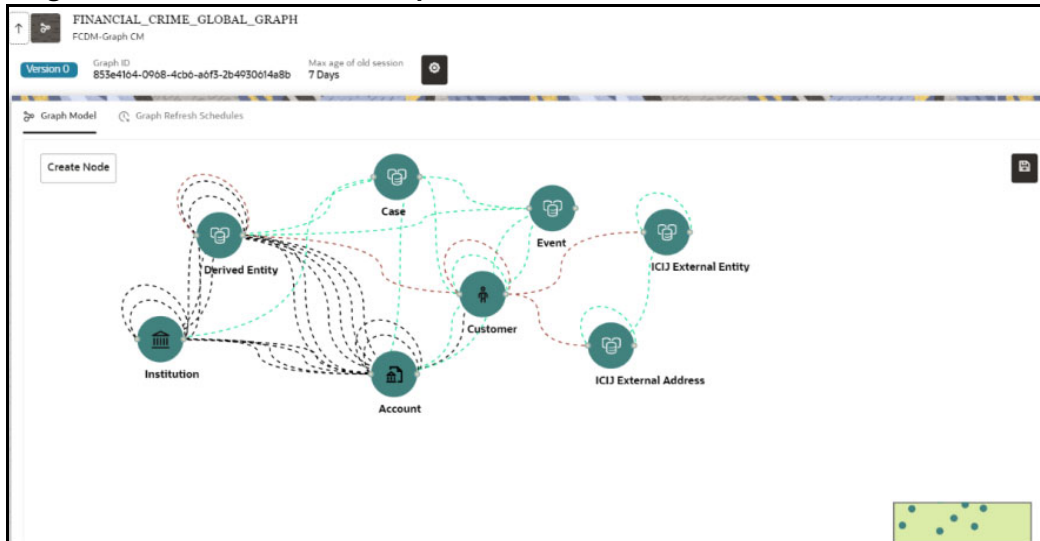 FINANCIAL_CRIME_GLOBAL_GRAPH
FCDM-Graph CM
Version 0
Graph ID
853e4164-0968-4cb6-a6f3-2b4930614a8b
Max age of old session
7 Days
Graph Model
Graph Refresh Schedules
Create Node
Case
Event
Derived Entity
ICIJ External Entity
Customer
Institution
ICIJ External Address
Account